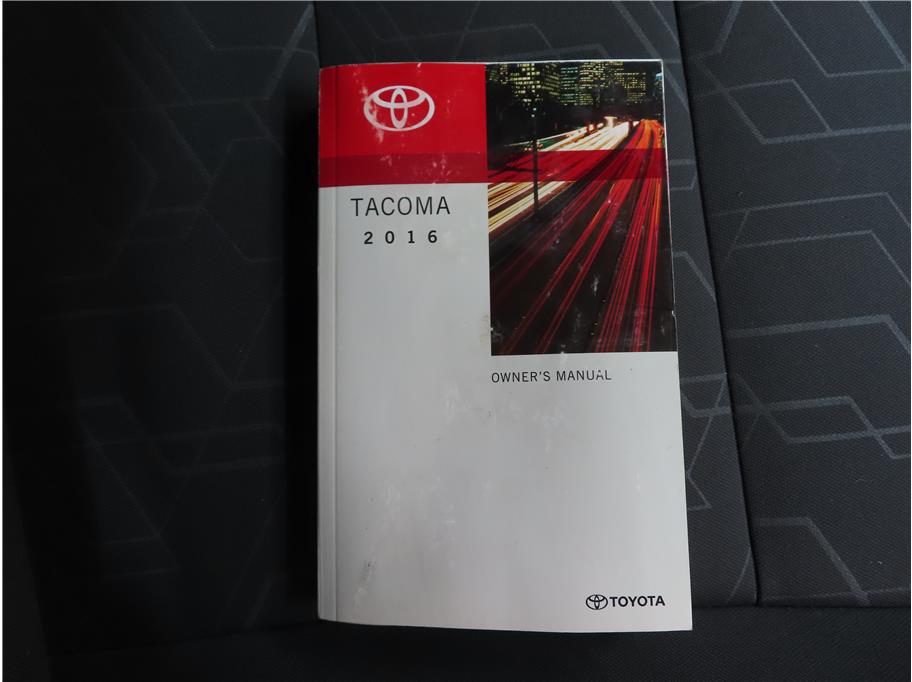 TACOMA
2016
OWNER'S MANUAL
TOYOTA